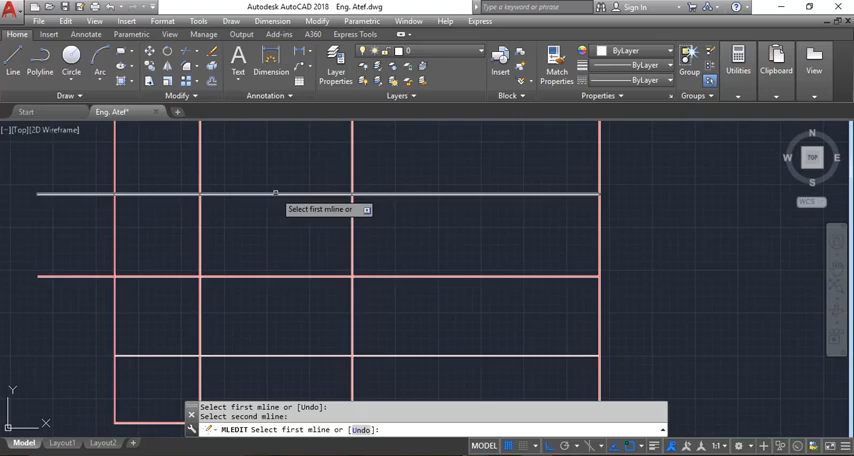 Autodesk AutoCAD 2018 Eng. Atef.dwg
Type a keyword or phrase
Sign In
File Edit View Insert Format Tools Draw Dimension Modify Parametric Window Help Express
Home Insert Annotate Parametric View Manage Output Add-ins A360 Express Tools
Line Polyline Circle Arc
Text Dimension
Layer Properties
0
Insert
Match Properties
ByLayer
ByLayer
ByLayer
Group
Utilities
Clipboard
View
Draw Modify Annotation Layers Block Properties Groups
Start Eng. Atef*
[−][Top][2D Wireframe]
N
W TOP E
S
WCS
Select first mline or
Y
X
Select first mline or [Undo]:
Select second mline:
MLEDIT Select first mline or [Undo]:
Model Layout1 Layout2
MODEL
1:1